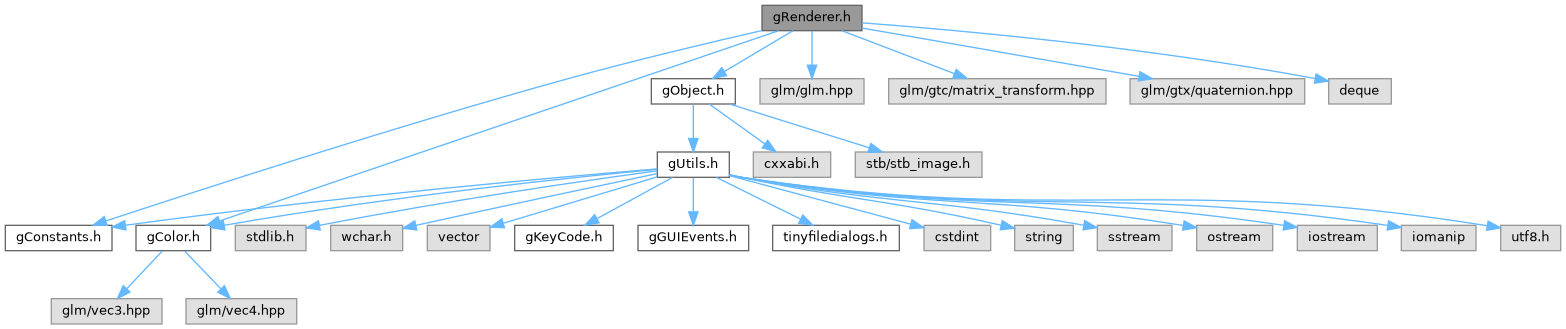 gRenderer.h
gObject.h
glm/glm.hpp
glm/gtc/matrix_transform.hpp
glm/gtx/quaternion.hpp
deque
gUtils.h
cxxabi.h
stb/stb_image.h
gConstants.h
gColor.h
stdlib.h
wchar.h
vector
gKeyCode.h
gGUIEvents.h
tinyfiledialogs.h
cstdint
string
sstream
ostream
iostream
iomanip
utf8.h
glm/vec3.hpp
glm/vec4.hpp